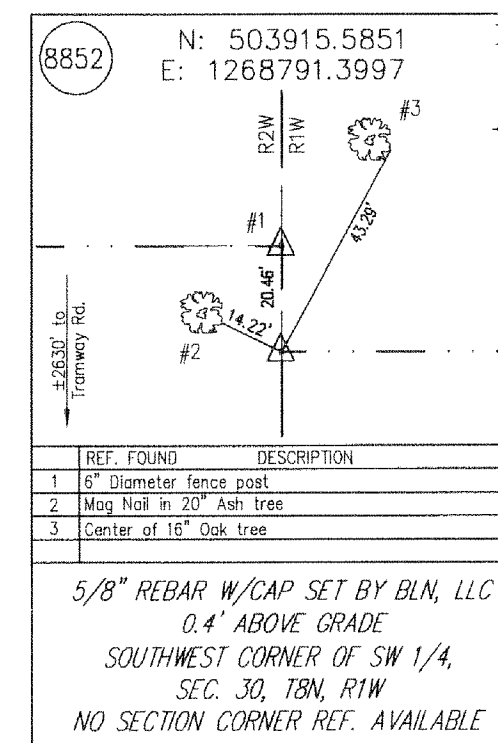 8852
N: 503915.5851
E: 1268791.3997
#3
R2W
R1W
#1
43.29'
20.46'
14.22'
#2
±2630' to
Tramway Rd.
REF. FOUND DESCRIPTION
1 6" Diameter fence post
2 Mag Nail in 20" Ash tree
3 Center of 16" Oak tree
5/8" REBAR W/CAP SET BY BLN, LLC
0.4' ABOVE GRADE
SOUTHWEST CORNER OF SW 1/4,
SEC. 30, T8N, R1W
NO SECTION CORNER REF. AVAILABLE